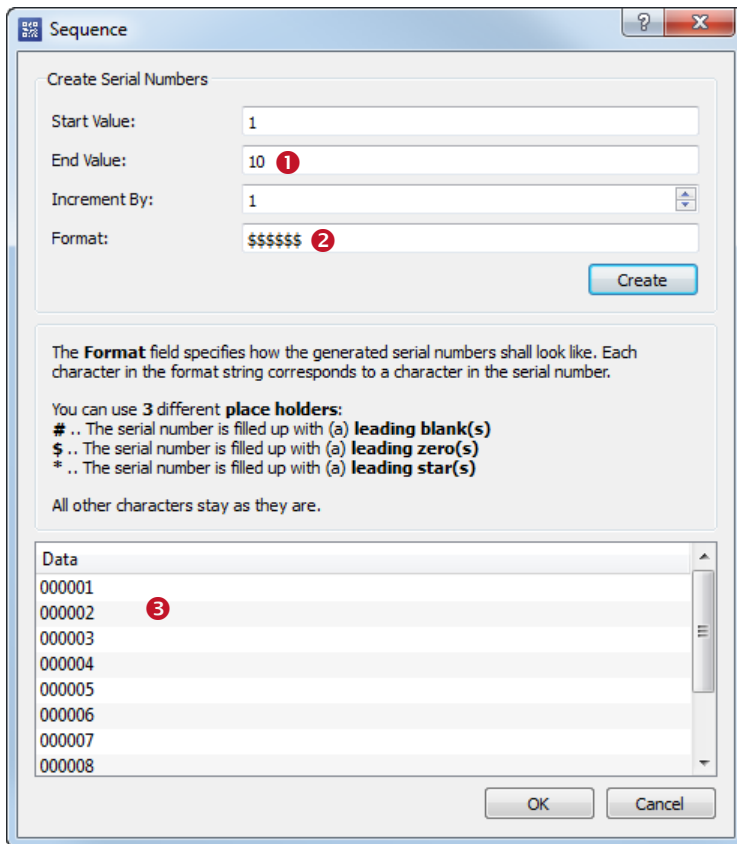 Sequence
?
X
Create Serial Numbers
Start Value:
1
End Value:
10 1
Increment By:
1
Format:
$$$$$$ 2
Create
The Format field specifies how the generated serial numbers shall look like. Each
character in the format string corresponds to a character in the serial number.
You can use 3 different place holders:
# .. The serial number is filled up with (a) leading blank(s)
$ .. The serial number is filled up with (a) leading zero(s)
* .. The serial number is filled up with (a) leading star(s)
All other characters stay as they are.
Data
000001
000002 3
000003
000004
000005
000006
000007
000008
OK
Cancel